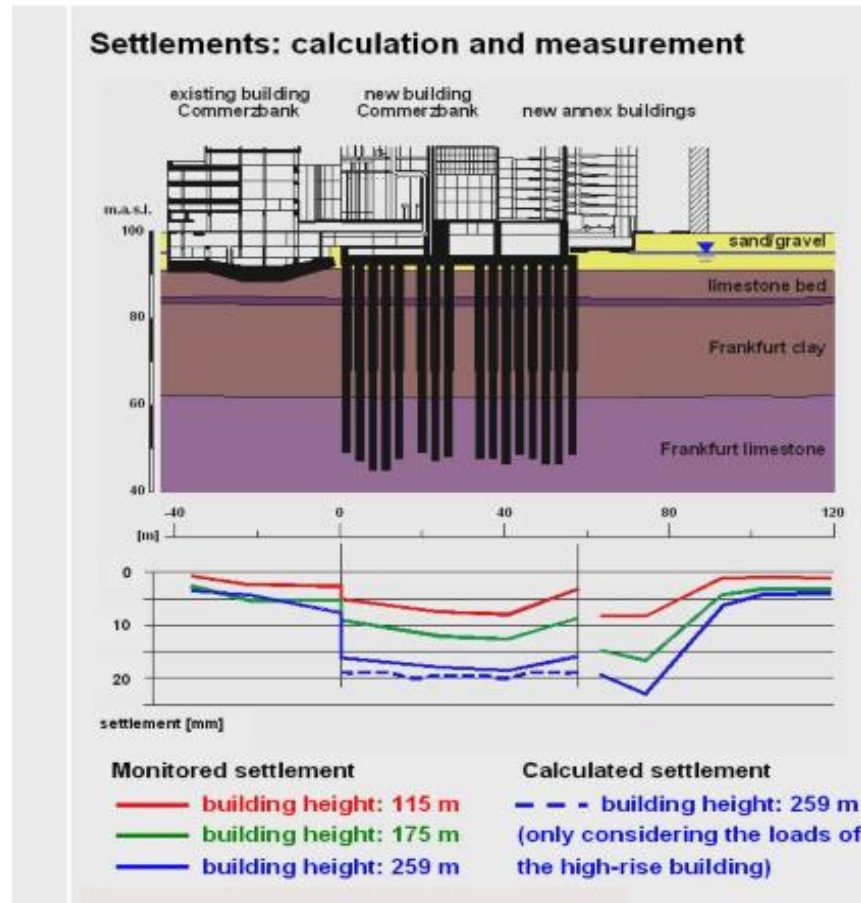 Settlements: calculation and measurement
existing building
Commerzbank
new building
Commerzbank
new annex buildings
m.a.s.l.
100
80
60
40
sand/gravel
limestone bed
Frankfurt clay
Frankfurt limestone
-40 0 40 80 120
[m]
0
10
20
settlement [mm]
Monitored settlement
building height: 115 m
building height: 175 m
building height: 259 m
Calculated settlement
building height: 259 m
(only considering the loads of
the high-rise building)